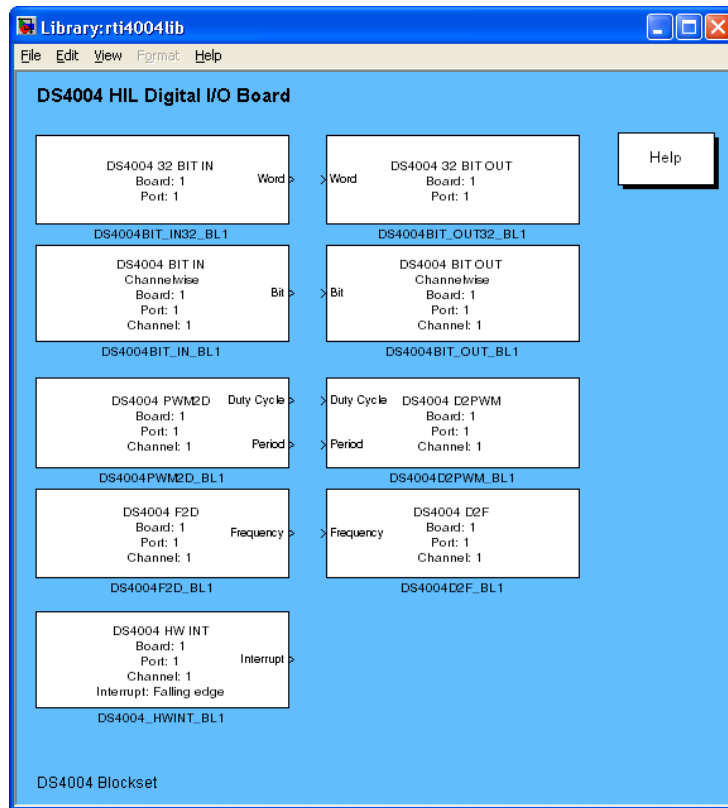 Library:rti4004lib
File Edit View Format Help
DS4004 HIL Digital I/O Board
DS4004 32 BIT IN
Board: 1
Port: 1
Word
DS4004BIT_IN32_BL1
Word
DS4004 32 BIT OUT
Board: 1
Port: 1
DS4004BIT_OUT32_BL1
Help
DS4004 BIT IN
Channelwise
Board: 1
Port: 1
Channel: 1
Bit
DS4004BIT_IN_BL1
Bit
DS4004 BIT OUT
Channelwise
Board: 1
Port: 1
Channel: 1
DS4004BIT_OUT_BL1
DS4004 PWM2D
Board: 1
Port: 1
Channel: 1
Duty Cycle
Period
DS4004PWM2D_BL1
Duty Cycle
Period
DS4004 D2PWM
Board: 1
Port: 1
Channel: 1
DS4004D2PWM_BL1
DS4004 F2D
Board: 1
Port: 1
Channel: 1
Frequency
DS4004F2D_BL1
Frequency
DS4004 D2F
Board: 1
Port: 1
Channel: 1
DS4004D2F_BL1
DS4004 HW INT
Board: 1
Port: 1
Channel: 1
Interrupt: Falling edge
Interrupt
DS4004_HWINT_BL1
DS4004 Blockset